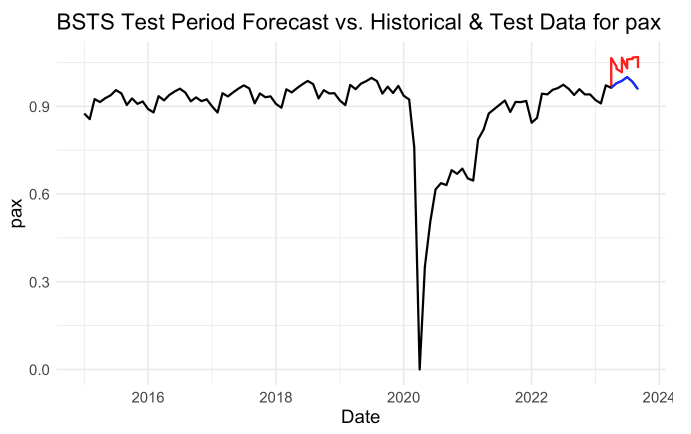 BSTS Test Period Forecast vs. Historical & Test Data for pax
0.9
0.6
0.3
0.0
pax
2016 2018 2020 2022 2024
Date